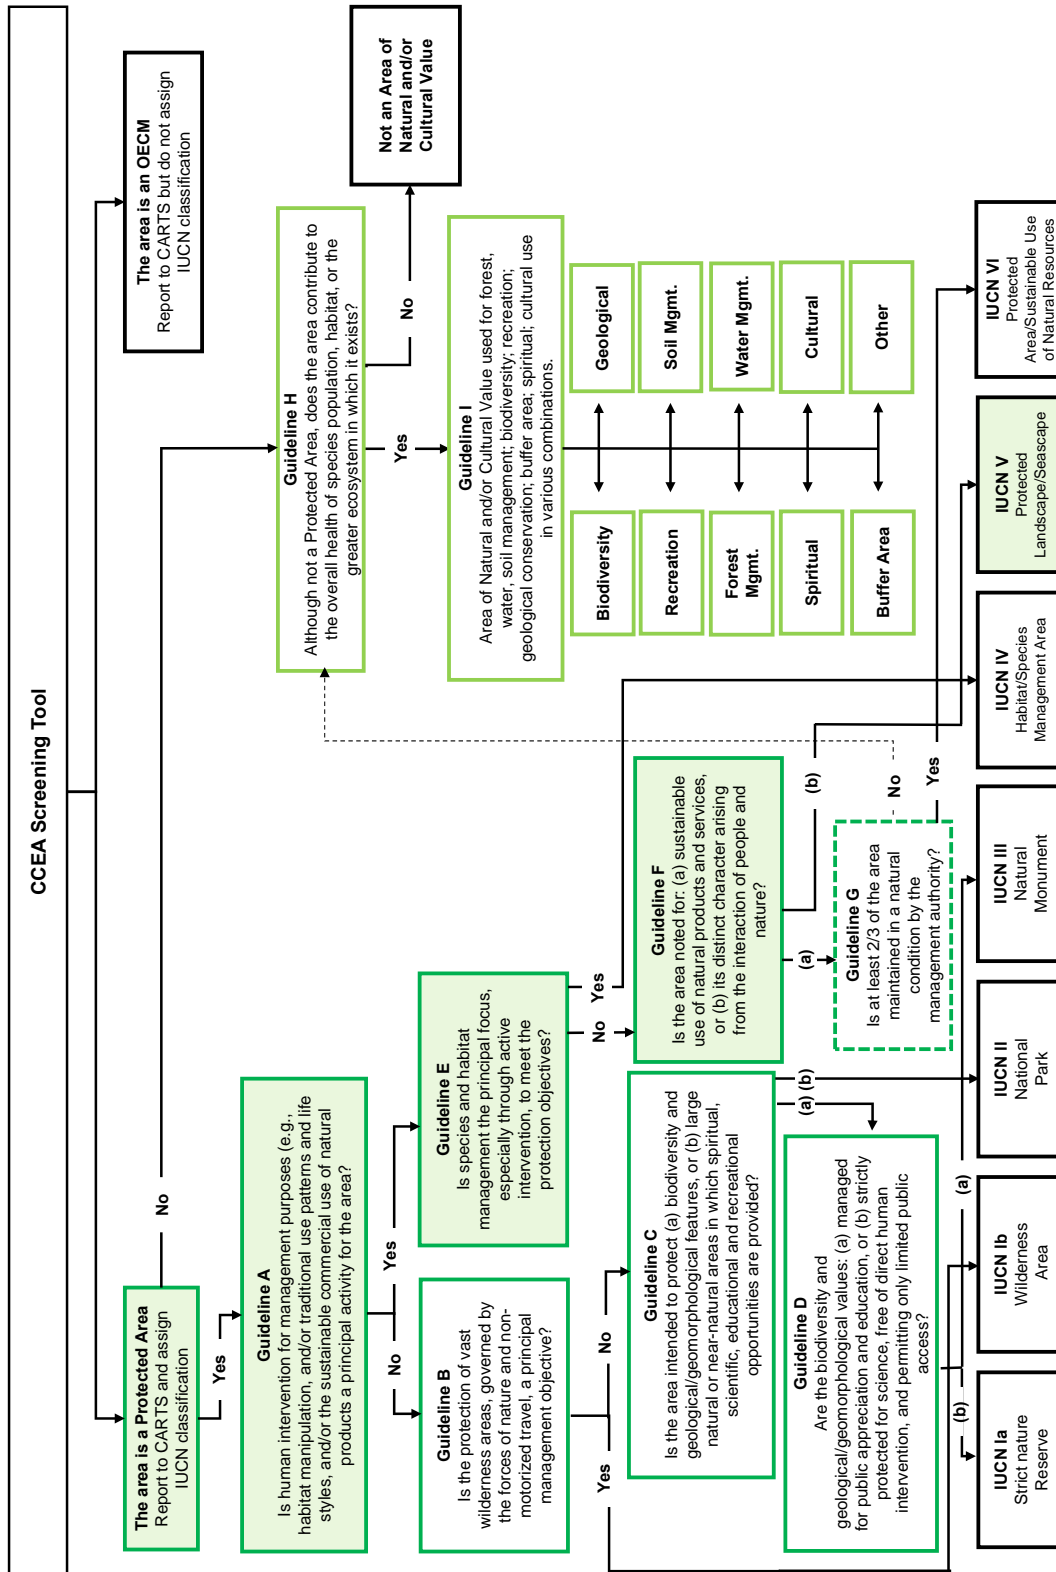 CCEA Screening Tool
The area is a Protected Area
Report to CARTS and assign
IUCN classification
The area is an OECM
Report to CARTS but do not assign
IUCN classification
Yes
No
Guideline A
Is human intervention for management purposes (e.g.,
habitat manipulation, and/or traditional use patterns and life
styles, and/or the sustainable commercial use of natural
products a principal activity for the area?
Guideline H
Although not a Protected Area, does the area contribute to
the overall health of species population, habitat, or the
greater ecosystem in which it exists?
No
Yes
Yes
No
Not an Area of
Natural and/or
Cultural Value
Guideline B
Is the protection of vast
wilderness areas, governed by
the forces of nature and non-
motorized travel, a principal
management objective?
Guideline E
Is species and habitat
management the principal focus,
especially through active
intervention, to meet the
protection objectives?
Guideline I
Area of Natural and/or Cultural Value used for forest,
water, soil management; biodiversity; recreation;
geological conservation; buffer area; spiritual; cultural use
in various combinations.
Yes
No
No
Yes
Biodiversity
Geological
Recreation
Soil Mgmt.
Forest
Mgmt.
Water Mgmt.
Spiritual
Cultural
Buffer Area
Other
Guideline C
Is the area intended to protect (a) biodiversity and
geological/geomorphological features, or (b) large
natural or near-natural areas in which spiritual,
scientific, educational and recreational
opportunities are provided?
Guideline F
Is the area noted for: (a) sustainable
use of natural products and services,
or (b) its distinct character arising
from the interaction of people and
nature?
(a)
(b)
(a)
(b)
Guideline D
Are the biodiversity and
geological/geomorphological values: (a) managed
for public appreciation and education, or (b) strictly
protected for science, free of direct human
intervention, and permitting only limited public
access?
Guideline G
Is at least 2/3 of the area
maintained in a natural
condition by the
management authority?
No
Yes
(b)
(a)
IUCN Ia
Strict nature
Reserve
IUCN Ib
Wilderness
Area
IUCN II
National
Park
IUCN III
Natural
Monument
IUCN IV
Habitat/Species
Management Area
IUCN V
Protected
Landscape/Seascape
IUCN VI
Protected
Area/Sustainable Use
of Natural Resources